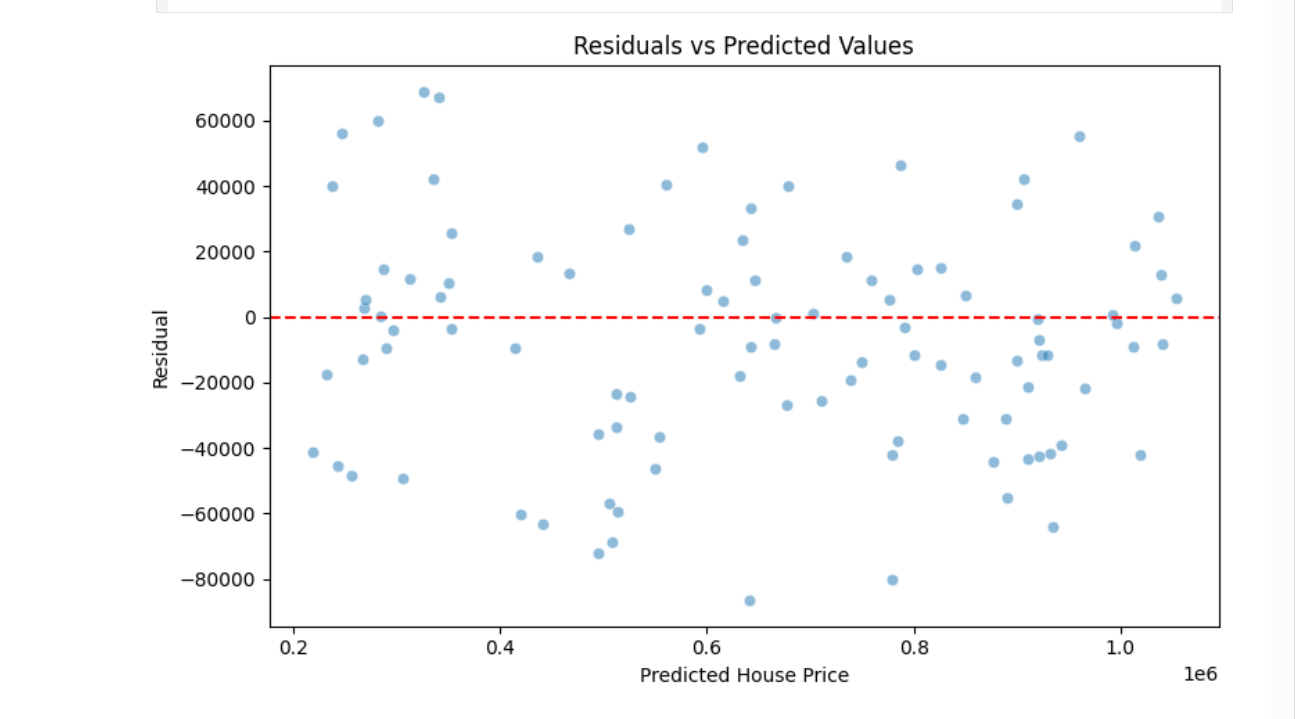 Residuals vs Predicted Values
60000
40000
20000
0
−20000
−40000
−60000
−80000
Residual
0.2 0.4 0.6 0.8 1.0
1e6
Predicted House Price